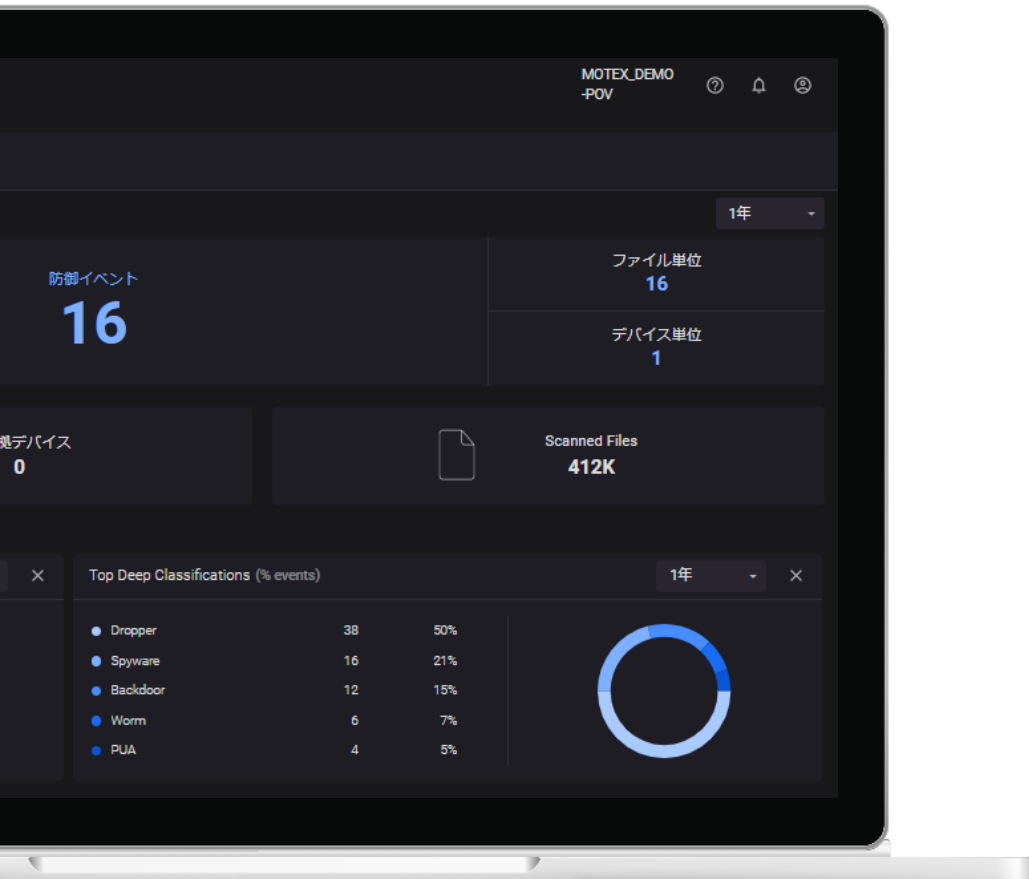 MOTEX_DEMO
-POV
1年
防御イベント
16
ファイル単位
16
デバイス単位
1
拠デバイス
0
Scanned Files
412K
Top Deep Classifications (% events)
1年
Dropper 38 50%
Spyware 16 21%
Backdoor 12 15%
Worm 6 7%
PUA 4 5%